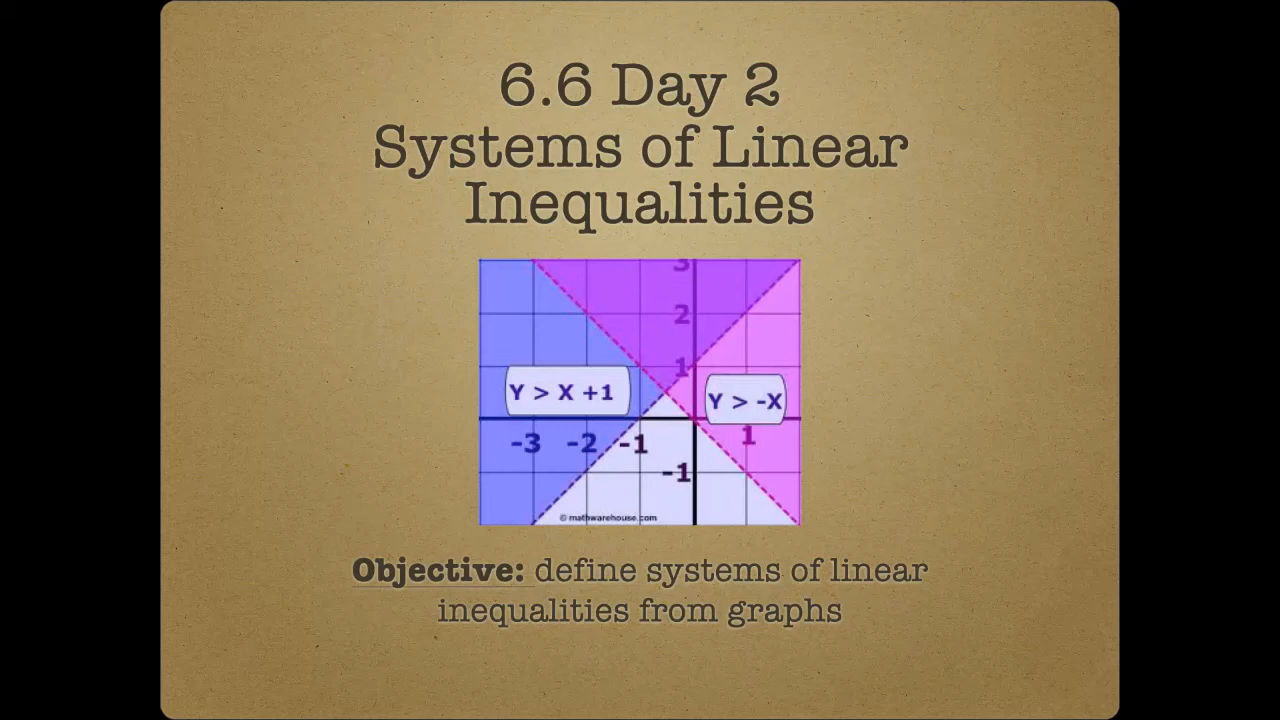 6.6 Day 2
Systems of Linear
Inequalities
3
2
1
Y > X +1
Y > -X
-3 -2 -1 1
-1
© mathwarehouse.com
Objective: define systems of linear
inequalities from graphs